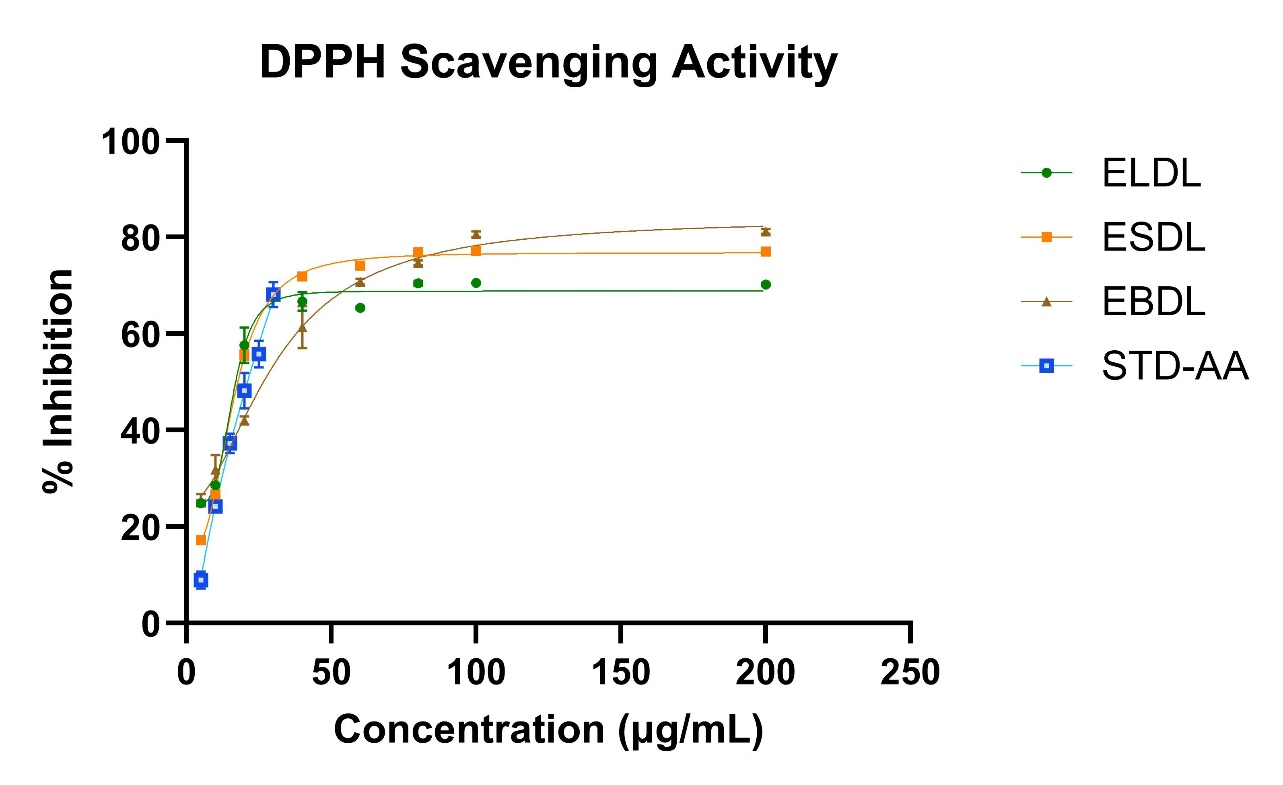 DPPH Scavenging Activity
100
80
60
40
20
0
% Inhibition
0 50 100 150 200 250
Concentration (μg/mL)
ELDL
ESDL
EBDL
STD-AA